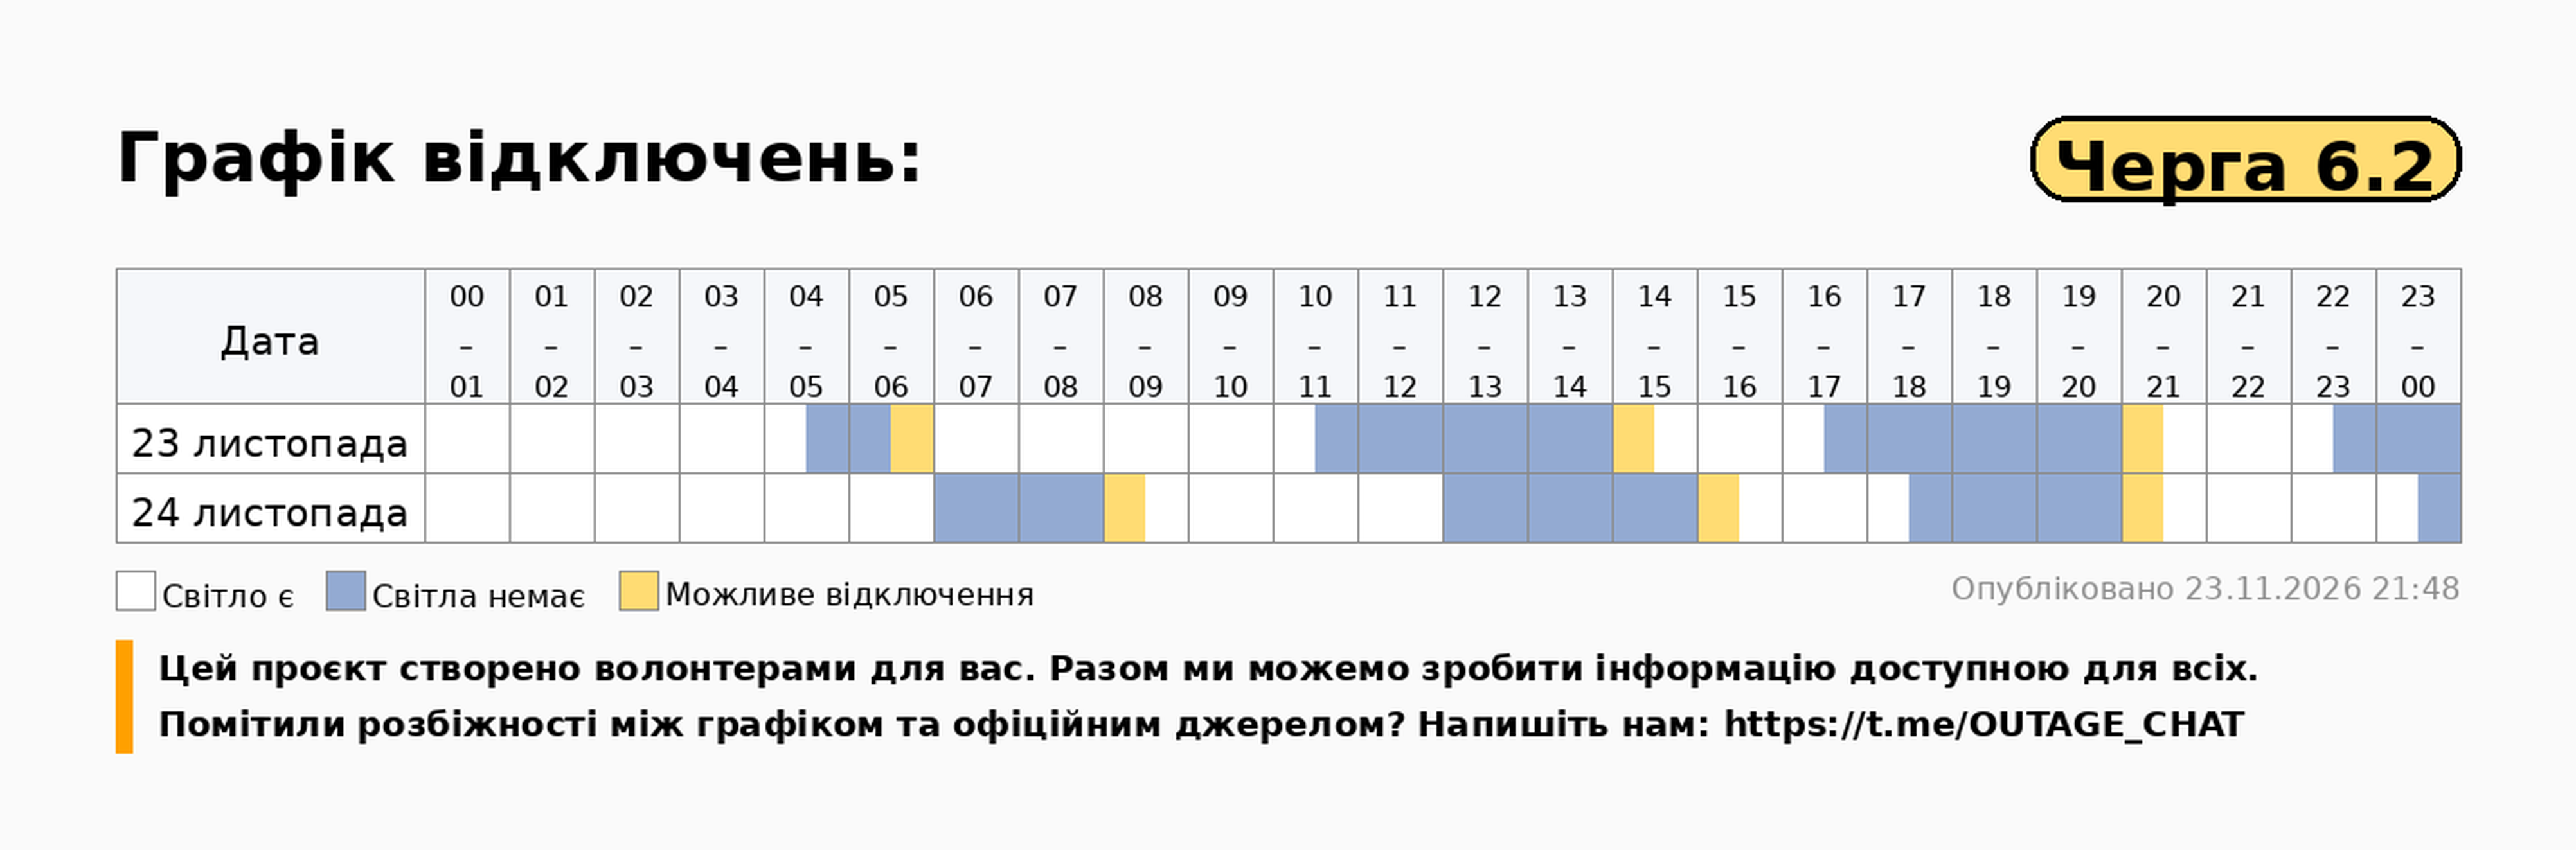 Графік відключень:
Черга 6.2
Дата
00 – 01
01 – 02
02 – 03
03 – 04
04 – 05
05 – 06
06 – 07
07 – 08
08 – 09
09 – 10
10 – 11
11 – 12
12 – 13
13 – 14
14 – 15
15 – 16
16 – 17
17 – 18
18 – 19
19 – 20
20 – 21
21 – 22
22 – 23
23 – 00
23 листопада
24 листопада
Світло є
Світла немає
Можливе відключення
Опубліковано 23.11.2026 21:48
Цей проєкт створено волонтерами для вас. Разом ми можемо зробити інформацію доступною для всіх.
Помітили розбіжності між графіком та офіційним джерелом? Напишіть нам: https://t.me/OUTAGE_CHAT